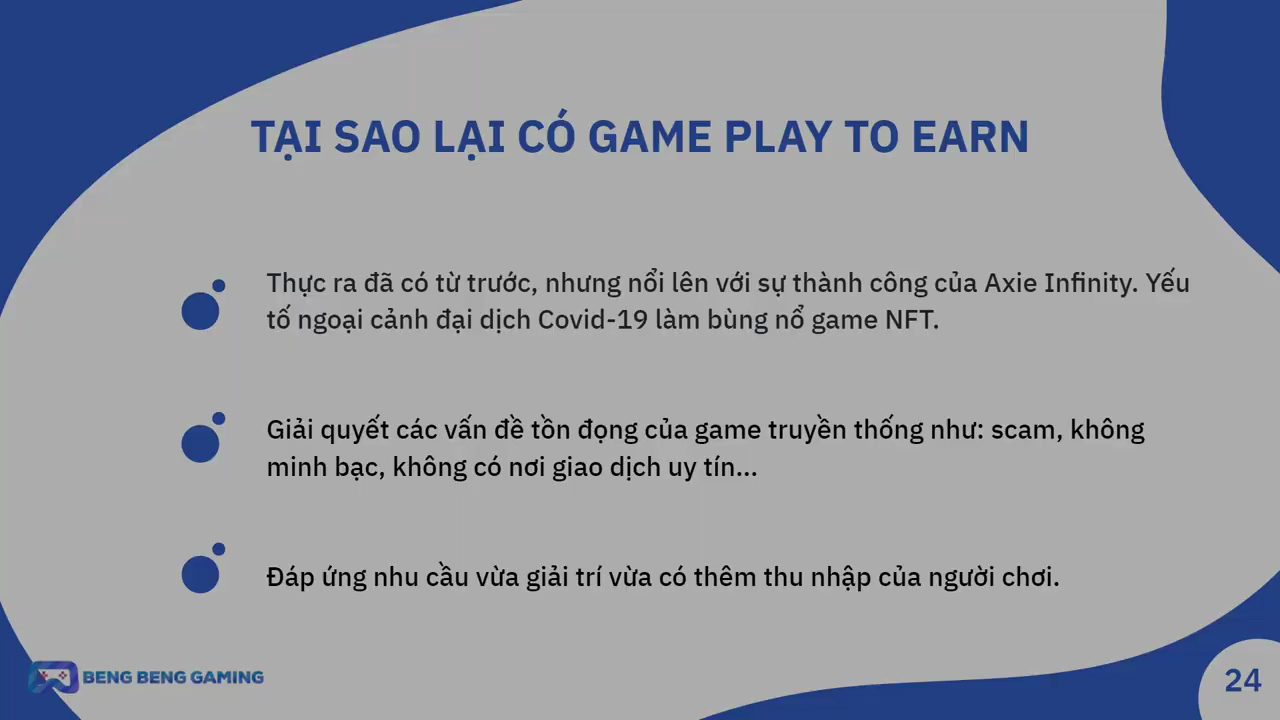 TẠI SAO LẠI CÓ GAME PLAY TO EARN
Thực ra đã có từ trước, nhưng nổi lên với sự thành công của Axie Infinity. Yếu
tố ngoại cảnh đại dịch Covid-19 làm bùng nổ game NFT.
Giải quyết các vấn đề tồn đọng của game truyền thống như: scam, không
minh bạc, không có nơi giao dịch uy tín...
Đáp ứng nhu cầu vừa giải trí vừa có thêm thu nhập của người chơi.
BENG BENG GAMING
24